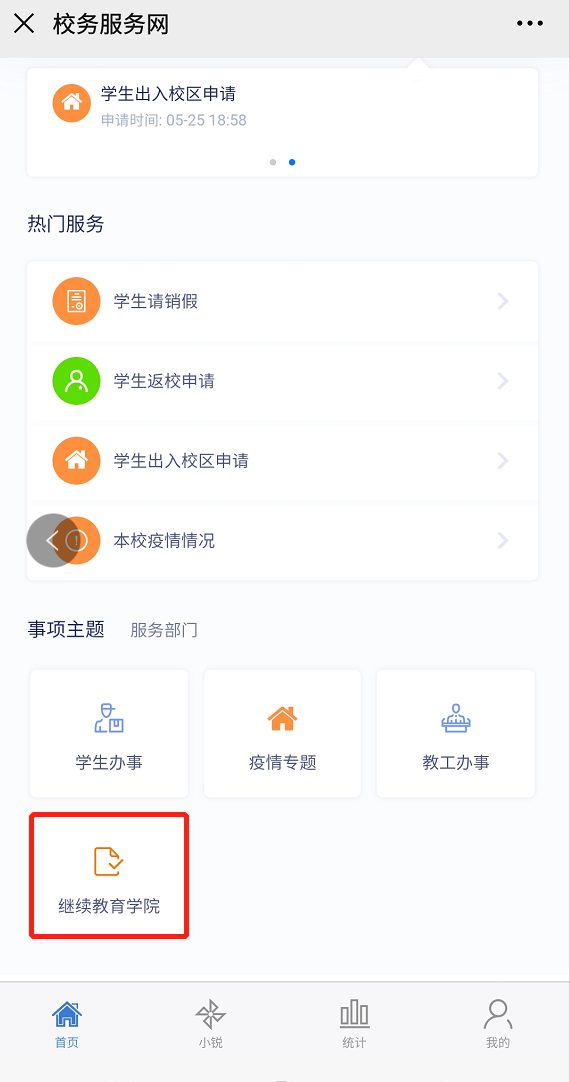 校务服务网
学生出入校区申请
申请时间: 05-25 18:58
热门服务
学生请销假
学生返校申请
学生出入校区申请
本校疫情情况
事项主题 服务部门
学生办事 疫情专题 教工办事
继续教育学院
首页 小锐 统计 我的